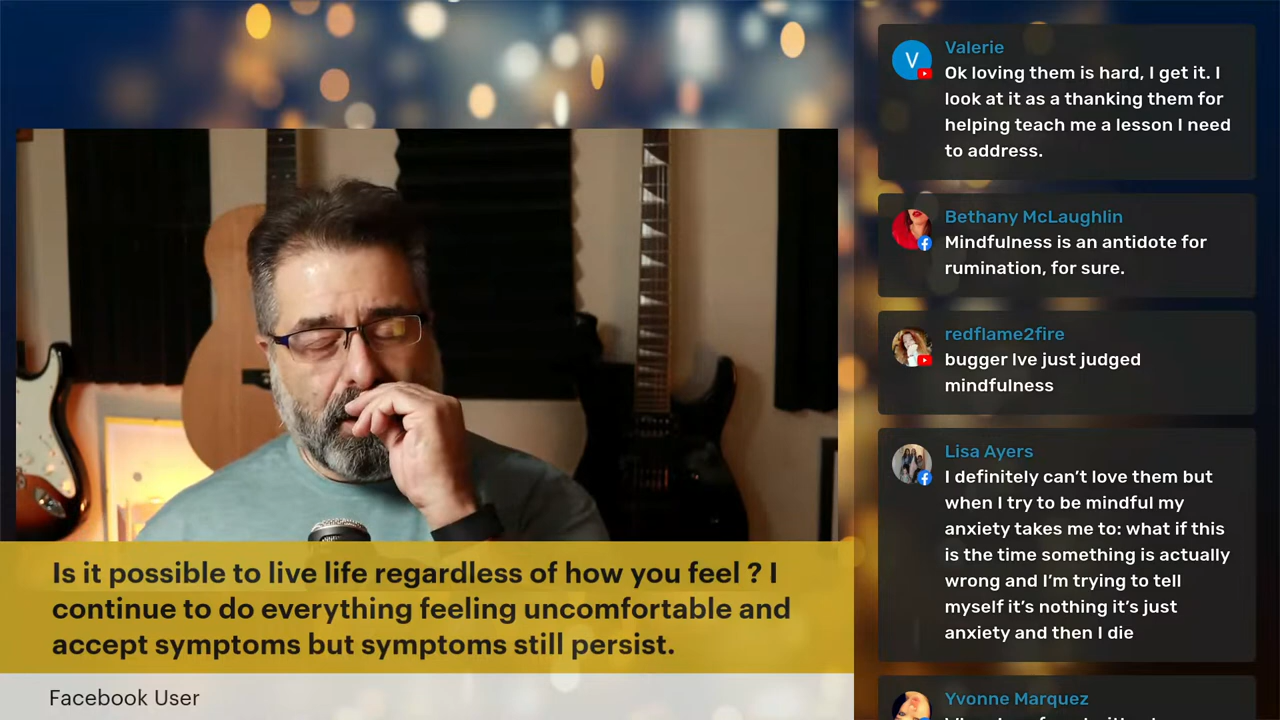 Is it possible to live life regardless of how you feel ? I
continue to do everything feeling uncomfortable and
accept symptoms but symptoms still persist.
Facebook User
V
Valerie
Ok loving them is hard, I get it. I
look at it as a thanking them for
helping teach me a lesson I need
to address.
Bethany McLaughlin
Mindfulness is an antidote for
rumination, for sure.
redflame2fire
bugger Ive just judged
mindfulness
Lisa Ayers
I definitely can't love them but
when I try to be mindful my
anxiety takes me to: what if this
is the time something is actually
wrong and I'm trying to tell
myself it's nothing it's just
anxiety and then I die
Yvonne Marquez